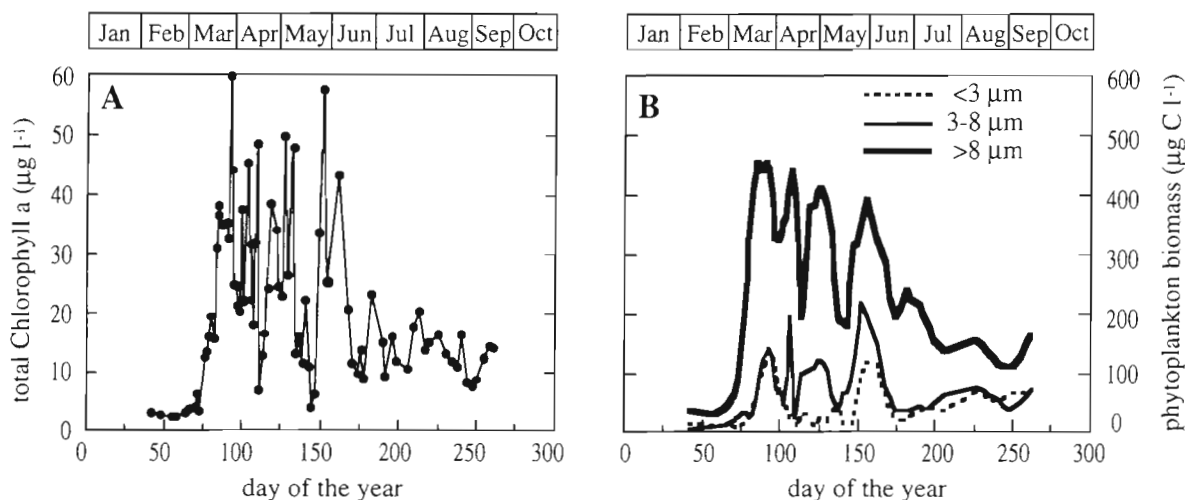 Jan Feb Mar Apr May Jun Jul Aug Sep Oct
A
total Chlorophyll a (µg l⁻¹)
60
50
40
30
20
10
0
0 50 100 150 200 250 300
day of the year
Jan Feb Mar Apr May Jun Jul Aug Sep Oct
B
<3 µm
3-8 µm
>8 µm
600
500
400
300
200
100
0
phytoplankton biomass (µg C l⁻¹)
0 50 100 150 200 250 300
day of the year